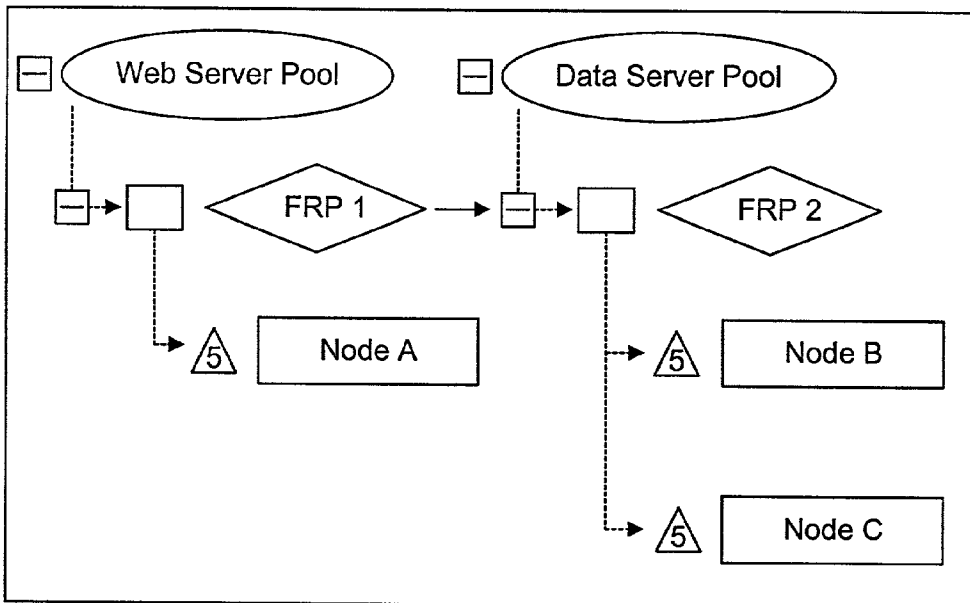 Web Server Pool
Data Server Pool
FRP 1
FRP 2
5
Node A
5
Node B
5
Node C